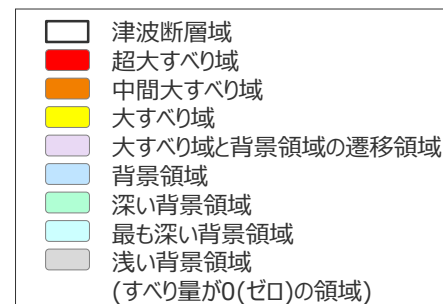 津波断層域
超大すべり域
中間大すべり域
大すべり域
大すべり域と背景領域の遷移領域
背景領域
深い背景領域
最も深い背景領域
浅い背景領域
(すべり量が0(ゼロ)の領域)